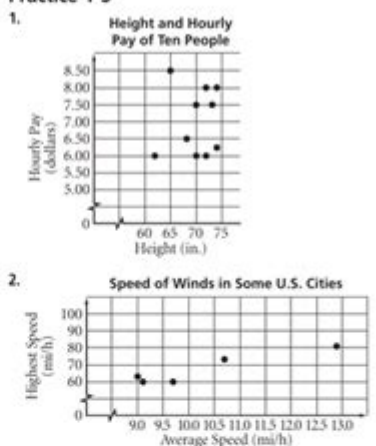 1.
Height and Hourly
Pay of Ten People
Hourly Pay
(dollars)
8.50
8.00
7.50
7.00
6.50
6.00
5.50
5.00
0
60 65 70 75
Height (in.)
2.
Speed of Winds in Some U.S. Cities
Highest Speed
(mi/h)
100
90
80
70
60
0
9.0 9.5 10.0 10.5 11.0 11.5 12.0 12.5 13.0
Average Speed (mi/h)